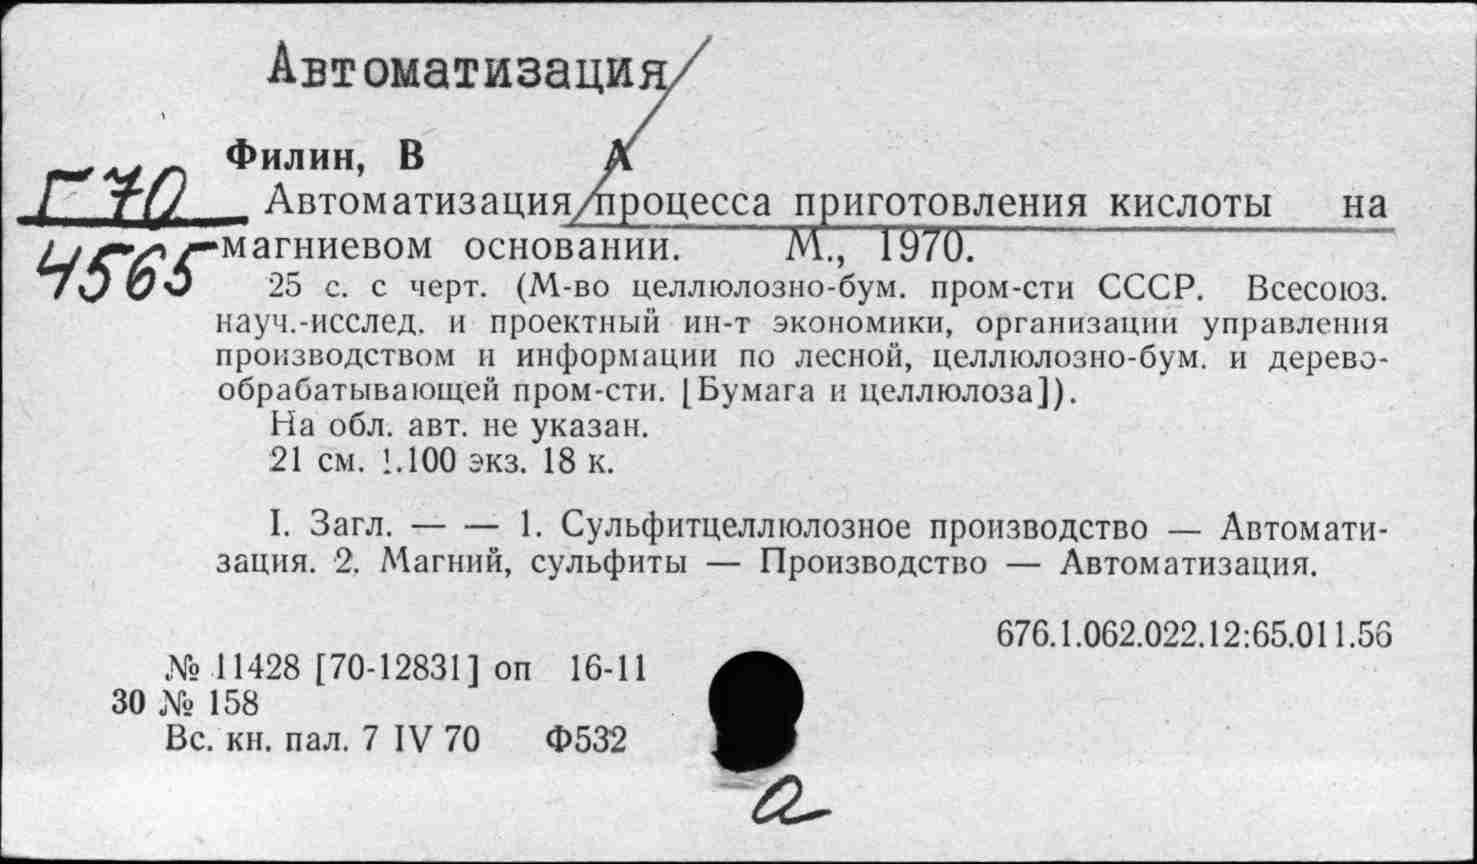 Автоматизация
Филин, В А
Г 70
4565
Автоматизация процесса приготовления кислоты на
магниевом основании. М., 1970.
25 с. с черт. (М-во целлюлозно-бум. пром-сти СССР. Всесоюз.
науч.-исслед. и проектный ин-т экономики, организации управления
производством и информации по лесной, целлюлозно-бум. и дерево-
обрабатывающей пром-сти. [Бумага и целлюлоза]).
На обл. авт. не указан.
21 см. 1.100 экз. 18 к.
I. Загл. — — 1. Сульфитцеллюлозное производство — Автомати-
зация. 2. Магний, сульфиты — Производство — Автоматизация.
676.1.062.022.12:65.011.56
№ 11428 [70-12831] оп 16-11
30 № 158
Вс. кн. пал. 7 IV 70 Ф532
а